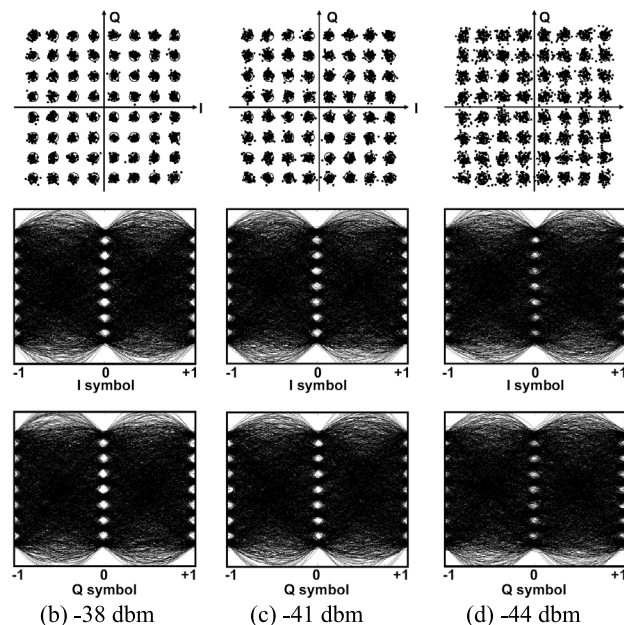 Q Q Q
I I I
-1 0 +1 -1 0 +1 -1 0 +1
I symbol I symbol I symbol
-1 0 +1 -1 0 +1 -1 0 +1
Q symbol Q symbol Q symbol
(b) -38 dbm (c) -41 dbm (d) -44 dbm